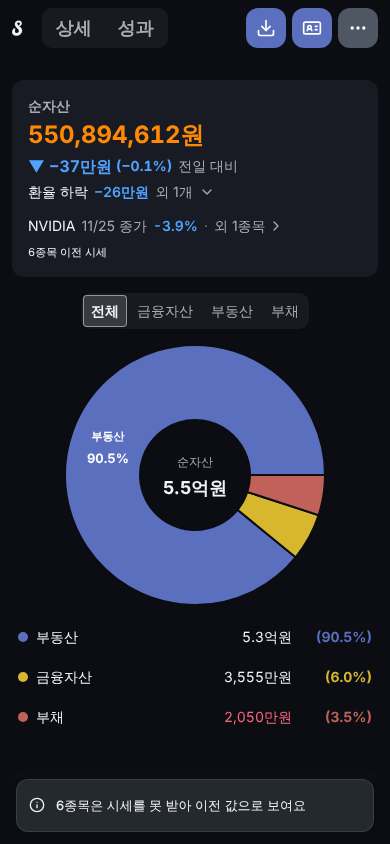 S 상세 성과
순자산
550,894,612원
▼ −37만원 (−0.1%) 전일 대비
환율 하락 −26만원 외 1개
NVIDIA 11/25 종가 -3.9% · 외 1종목
6종목 이전 시세
전체 금융자산 부동산 부채
부동산
90.5%
순자산
5.5억원
부동산 5.3억원 (90.5%)
금융자산 3,555만원 (6.0%)
부채 2,050만원 (3.5%)
6종목은 시세를 못 받아 이전 값으로 보여요